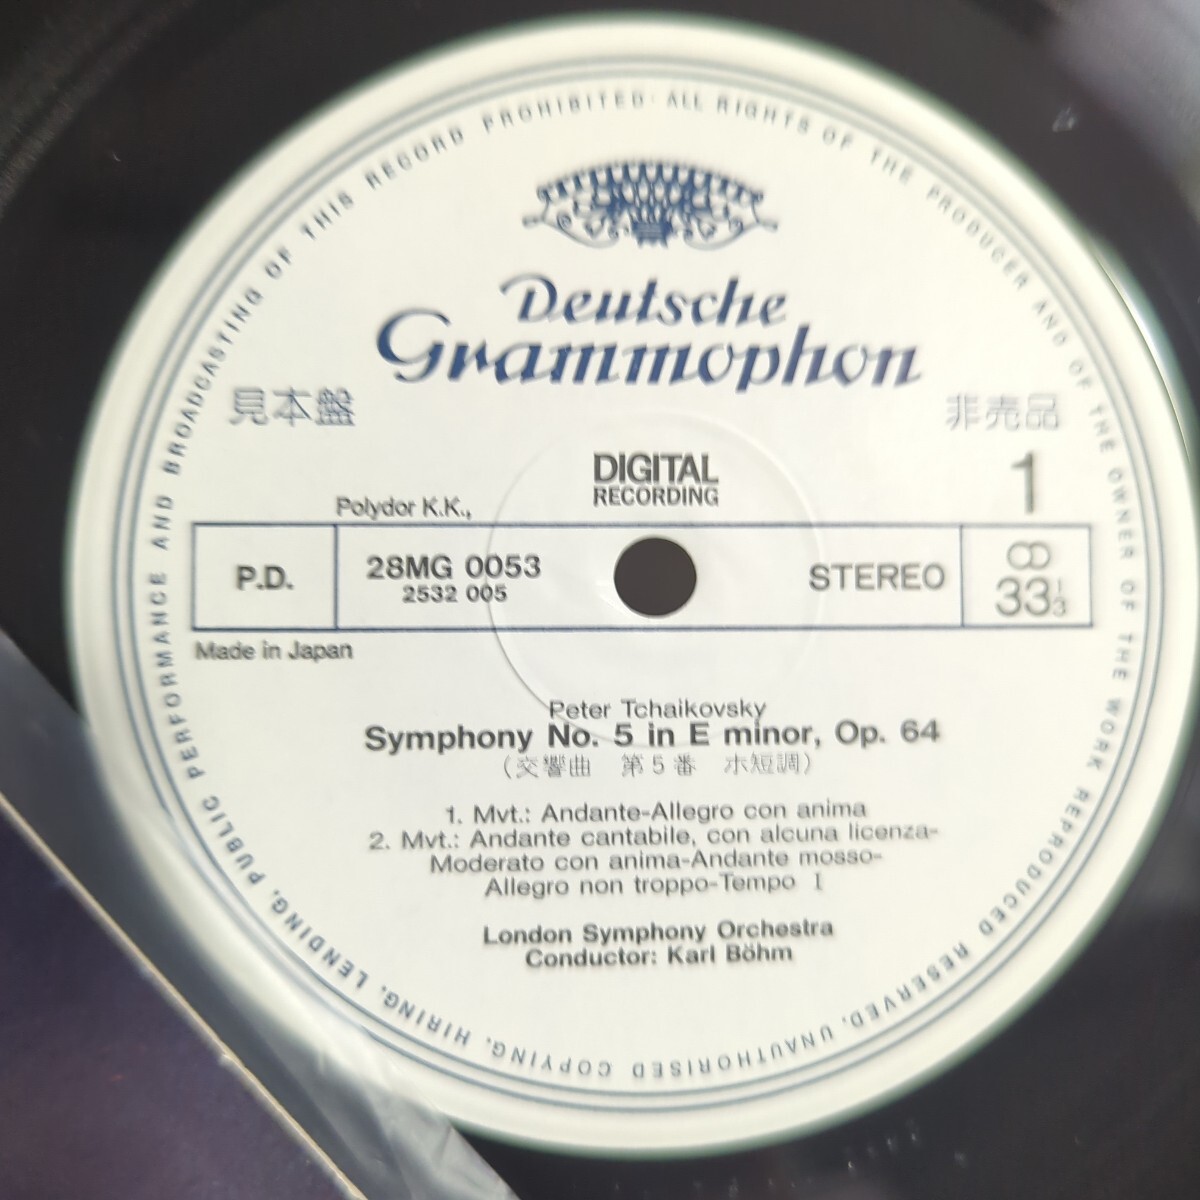 PUBLIC PERFORMANCE AND BROADCASTING OF THIS RECORD PROHIBITED · ALL RIGHTS OF THE PRODUCER AND OF THE OWNER OF THE WORK REPRODUCED RESERVED. UNAUTHORISED COPYING, HIRING, LENDING,
Deutsche
Grammophon
見本盤
非売品
DIGITAL
RECORDING
1
Polydor K.K.,
P.D.
28MG 0053
2532 005
STEREO
CD
33 1/3
Made in Japan
Peter Tchaikovsky
Symphony No. 5 in E minor, Op. 64
(交響曲 第5番 ホ短調)
1. Mvt.: Andante-Allegro con anima
2. Mvt.: Andante cantabile, con alcuna licenza-
Moderato con anima-Andante mosso-
Allegro non troppo-Tempo I
London Symphony Orchestra
Conductor: Karl Böhm